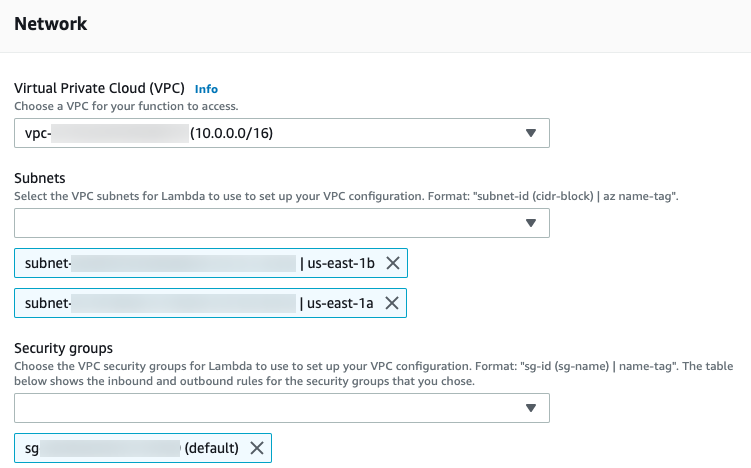 Network
Virtual Private Cloud (VPC) Info
Choose a VPC for your function to access.
vpc- (10.0.0.0/16)
Subnets
Select the VPC subnets for Lambda to use to set up your VPC configuration. Format: "subnet-id (cidr-block) | az name-tag".
subnet- | us-east-1b
subnet- | us-east-1a
Security groups
Choose the VPC security groups for Lambda to use to set up your VPC configuration. Format: "sg-id (sg-name) | name-tag". The table
below shows the inbound and outbound rules for the security groups that you chose.
sg (default)